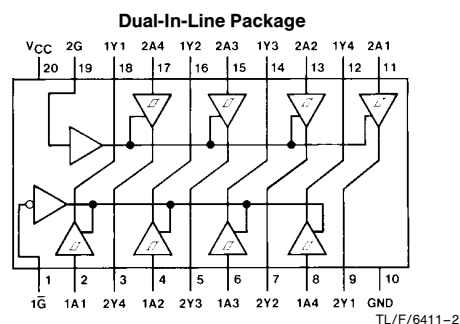 Dual-In-Line Package
VCC 2G 1Y1 2A4 1Y2 2A3 1Y3 2A2 1Y4 2A1
20 19 18 17 16 15 14 13 12 11
1 2 3 4 5 6 7 8 9 10
1G̅ 1A1 2Y4 1A2 2Y3 1A3 2Y2 1A4 2Y1 GND
TL/F/6411–2